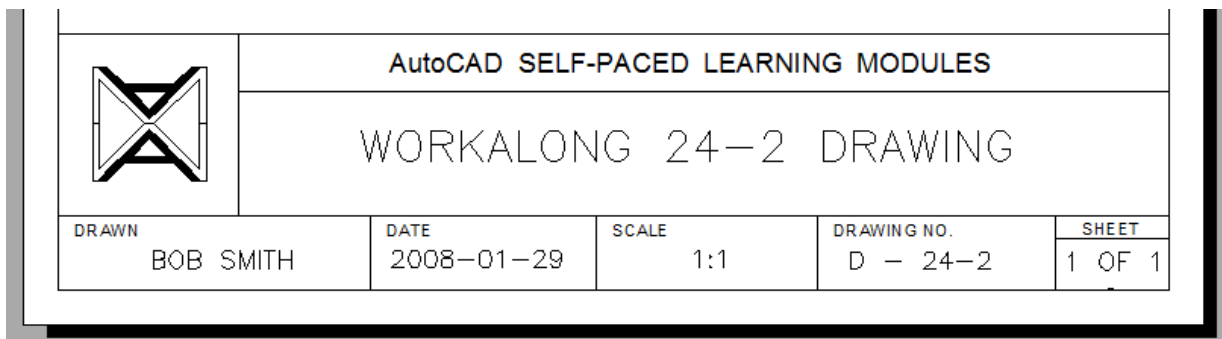 AutoCAD SELF-PACED LEARNING MODULES
WORKALONG 24-2 DRAWING
DRAWN DATE SCALE DRAWING NO. SHEET
BOB SMITH 2008-01-29 1:1 D - 24-2 1 OF 1